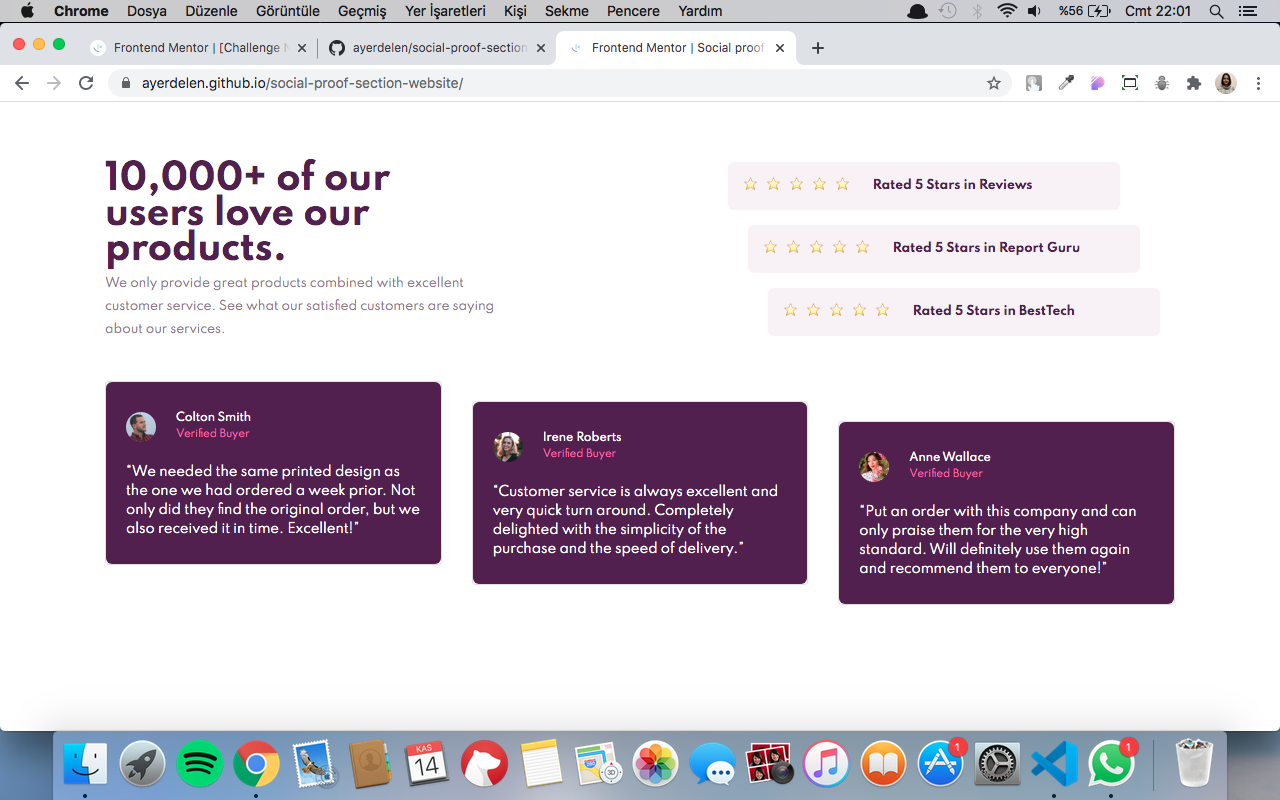 Chrome Dosya Düzenle Görüntüle Geçmiş Yer İşaretleri Kişi Sekme Pencere Yardım %56 Cmt 22:01
Frontend Mentor | [Challenge ayerdelen/social-proof-section Frontend Mentor | Social proof
ayerdelen.github.io/social-proof-section-website/
10,000+ of our
users love our
products.
We only provide great products combined with excellent
customer service. See what our satisfied customers are saying
about our services.
Rated 5 Stars in Reviews
Rated 5 Stars in Report Guru
Rated 5 Stars in BestTech
Colton Smith
Verified Buyer
"We needed the same printed design as
the one we had ordered a week prior. Not
only did they find the original order, but we
also received it in time. Excellent!"
Irene Roberts
Verified Buyer
"Customer service is always excellent and
very quick turn around. Completely
delighted with the simplicity of the
purchase and the speed of delivery."
Anne Wallace
Verified Buyer
"Put an order with this company and can
only praise them for the very high
standard. Will definitely use them again
and recommend them to everyone!"
KAS
14
3D
1
1